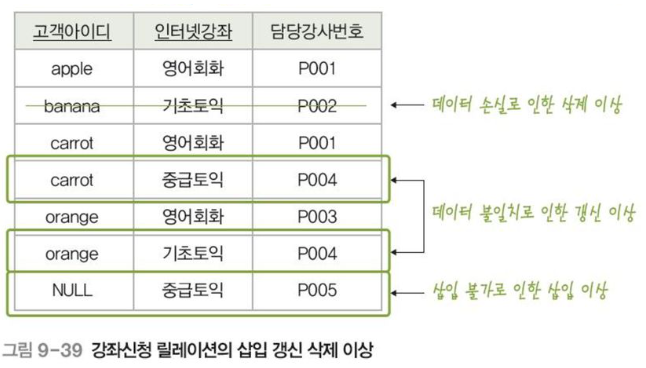 고객아이디 인터넷강좌 담당강사번호
apple 영어회화 P001
banana 기초토익 P002 데이터 손실로 인한 삭제 이상
carrot 영어회화 P001
carrot 중급토익 P004
orange 영어회화 P003 데이터 불일치로 인한 갱신 이상
orange 기초토익 P004
NULL 중급토익 P005 삽입 불가로 인한 삽입 이상
그림 9-39 강좌신청 릴레이션의 삽입 갱신 삭제 이상